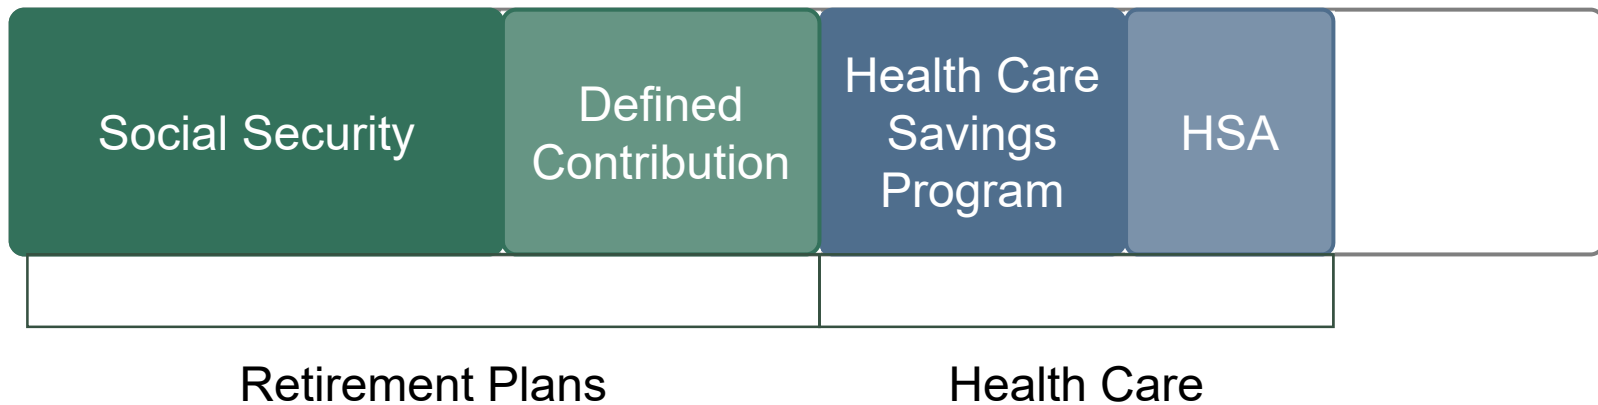 Social Security
Defined
Contribution
Health Care
Savings
Program
HSA
Retirement Plans
Health Care